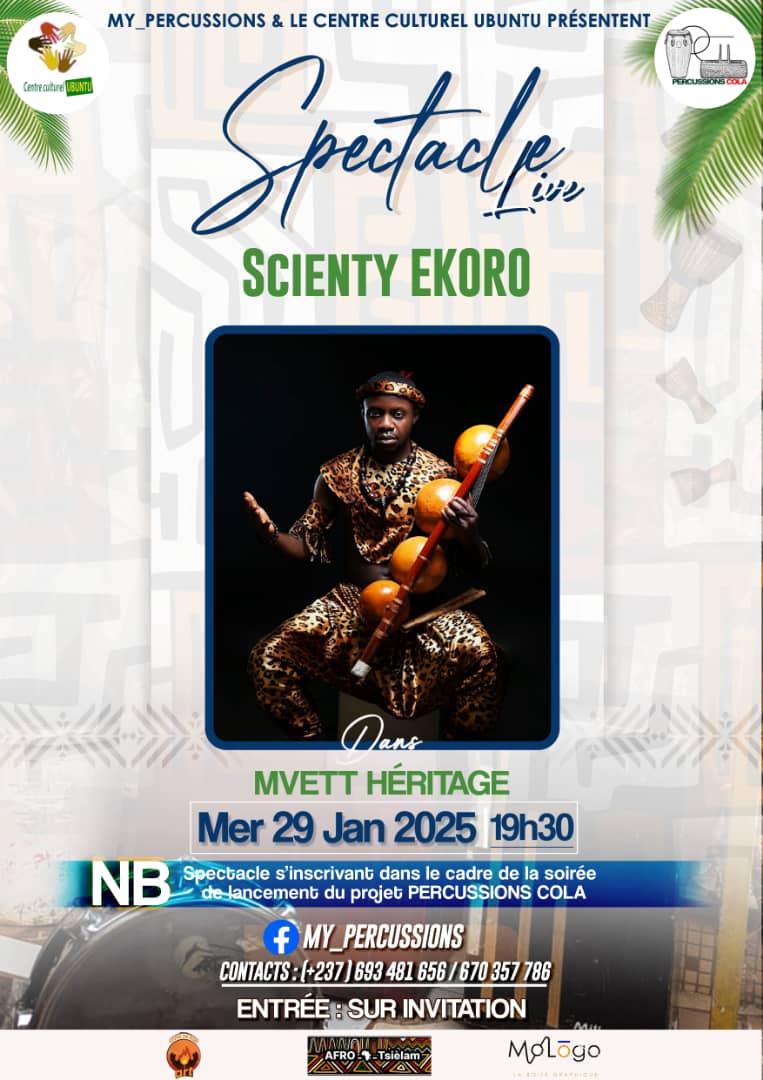 MY_PERCUSSIONS & LE CENTRE CULTUREL UBUNTU PRÉSENTENT
Centre culturel UBUNTU
PERCUSSIONS COLA
Spectacle
Live
SCIENTY EKORO
Dans
MVETT HÉRITAGE
Mer 29 Jan 2025 19h30
NB Spectacle s'inscrivant dans le cadre de la soirée
de lancement du projet PERCUSSIONS COLA
MY_PERCUSSIONS
CONTACTS : (+237) 693 481 656 / 670 357 786
ENTRÉE : SUR INVITATION
AFRO Tsièlam
MoLogo
LA BOITE GRAPHIQUE